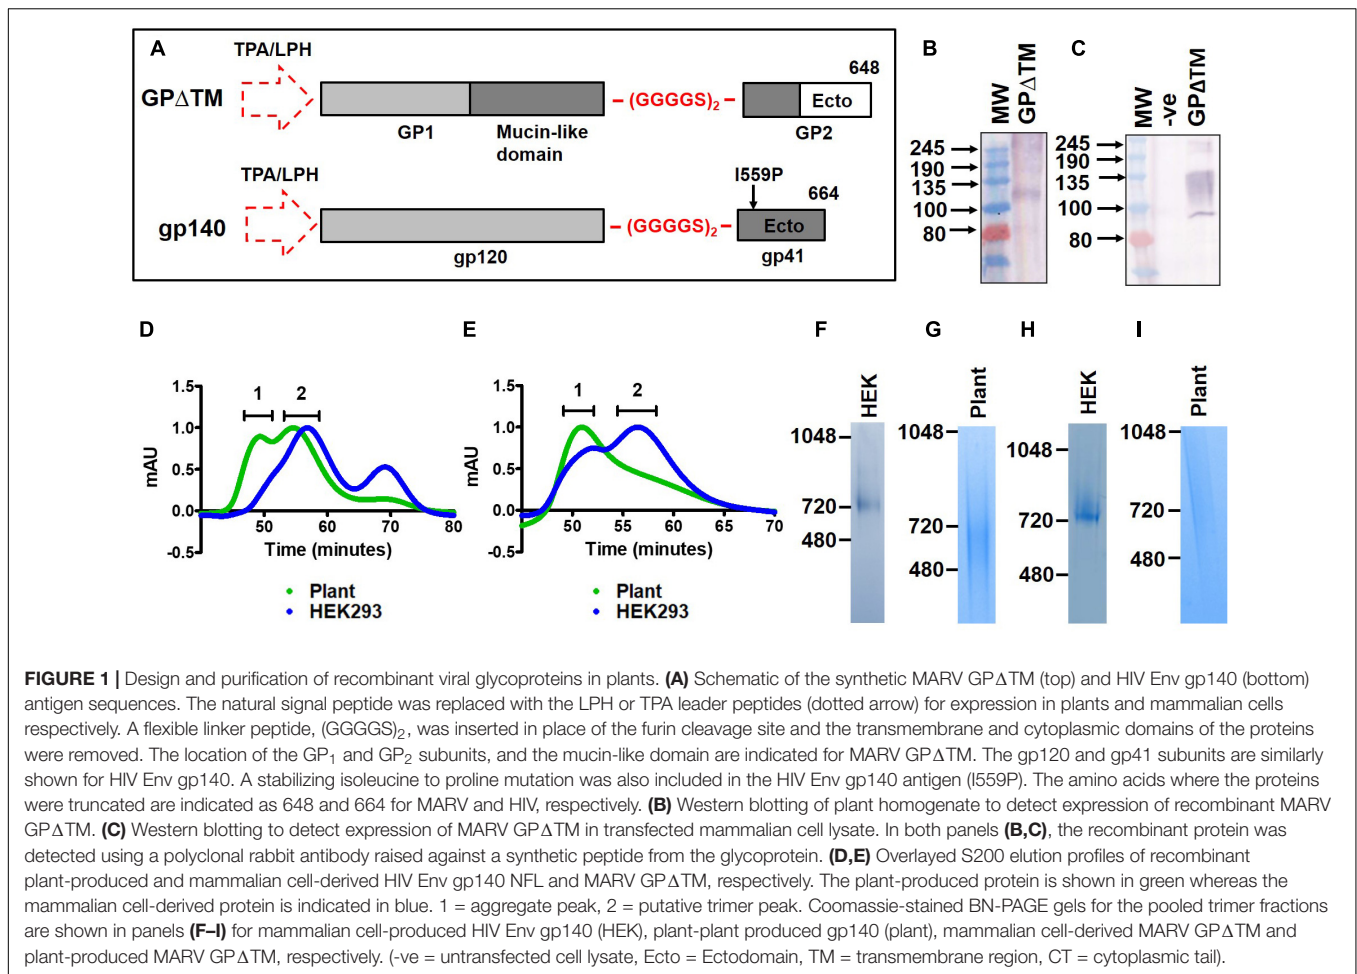 A
TPA/LPH
GPΔTM
– (GGGGS)2 –
648
Ecto
GP1
Mucin-like
domain
GP2
TPA/LPH
I559P
664
gp140
– (GGGGS)2 –
Ecto
gp120
gp41
B
MW
GPΔTM
245
190
135
100
80
C
MW
-ve
GPΔTM
245
190
135
100
80
D
1
2
1.5
1.0
0.5
0.0
-0.5
mAU
50
60
70
80
Time (minutes)
Plant
HEK293
E
1
2
1.5
1.0
0.5
0.0
-0.5
mAU
50
55
60
65
70
Time (minutes)
Plant
HEK293
F
HEK
1048
720
480
G
Plant
1048
720
480
H
HEK
1048
720
480
I
Plant
1048
720
480
FIGURE 1 | Design and purification of recombinant viral glycoproteins in plants. (A) Schematic of the synthetic MARV GPΔTM (top) and HIV Env gp140 (bottom)
antigen sequences. The natural signal peptide was replaced with the LPH or TPA leader peptides (dotted arrow) for expression in plants and mammalian cells
respectively. A flexible linker peptide, (GGGGS)2, was inserted in place of the furin cleavage site and the transmembrane and cytoplasmic domains of the proteins
were removed. The location of the GP1 and GP2 subunits, and the mucin-like domain are indicated for MARV GPΔTM. The gp120 and gp41 subunits are similarly
shown for HIV Env gp140. A stabilizing isoleucine to proline mutation was also included in the HIV Env gp140 antigen (I559P). The amino acids where the proteins
were truncated are indicated as 648 and 664 for MARV and HIV, respectively. (B) Western blotting of plant homogenate to detect expression of recombinant MARV
GPΔTM. (C) Western blotting to detect expression of MARV GPΔTM in transfected mammalian cell lysate. In both panels (B,C), the recombinant protein was
detected using a polyclonal rabbit antibody raised against a synthetic peptide from the glycoprotein. (D,E) Overlayed S200 elution profiles of recombinant
plant-produced and mammalian cell-derived HIV Env gp140 NFL and MARV GPΔTM, respectively. The plant-produced protein is shown in green whereas the
mammalian cell-derived protein is indicated in blue. 1 = aggregate peak, 2 = putative trimer peak. Coomassie-stained BN-PAGE gels for the pooled trimer fractions
are shown in panels (F–I) for mammalian cell-produced HIV Env gp140 (HEK), plant-plant produced gp140 (plant), mammalian cell-derived MARV GPΔTM and
plant-produced MARV GPΔTM, respectively. (-ve = untransfected cell lysate, Ecto = Ectodomain, TM = transmembrane region, CT = cytoplasmic tail).